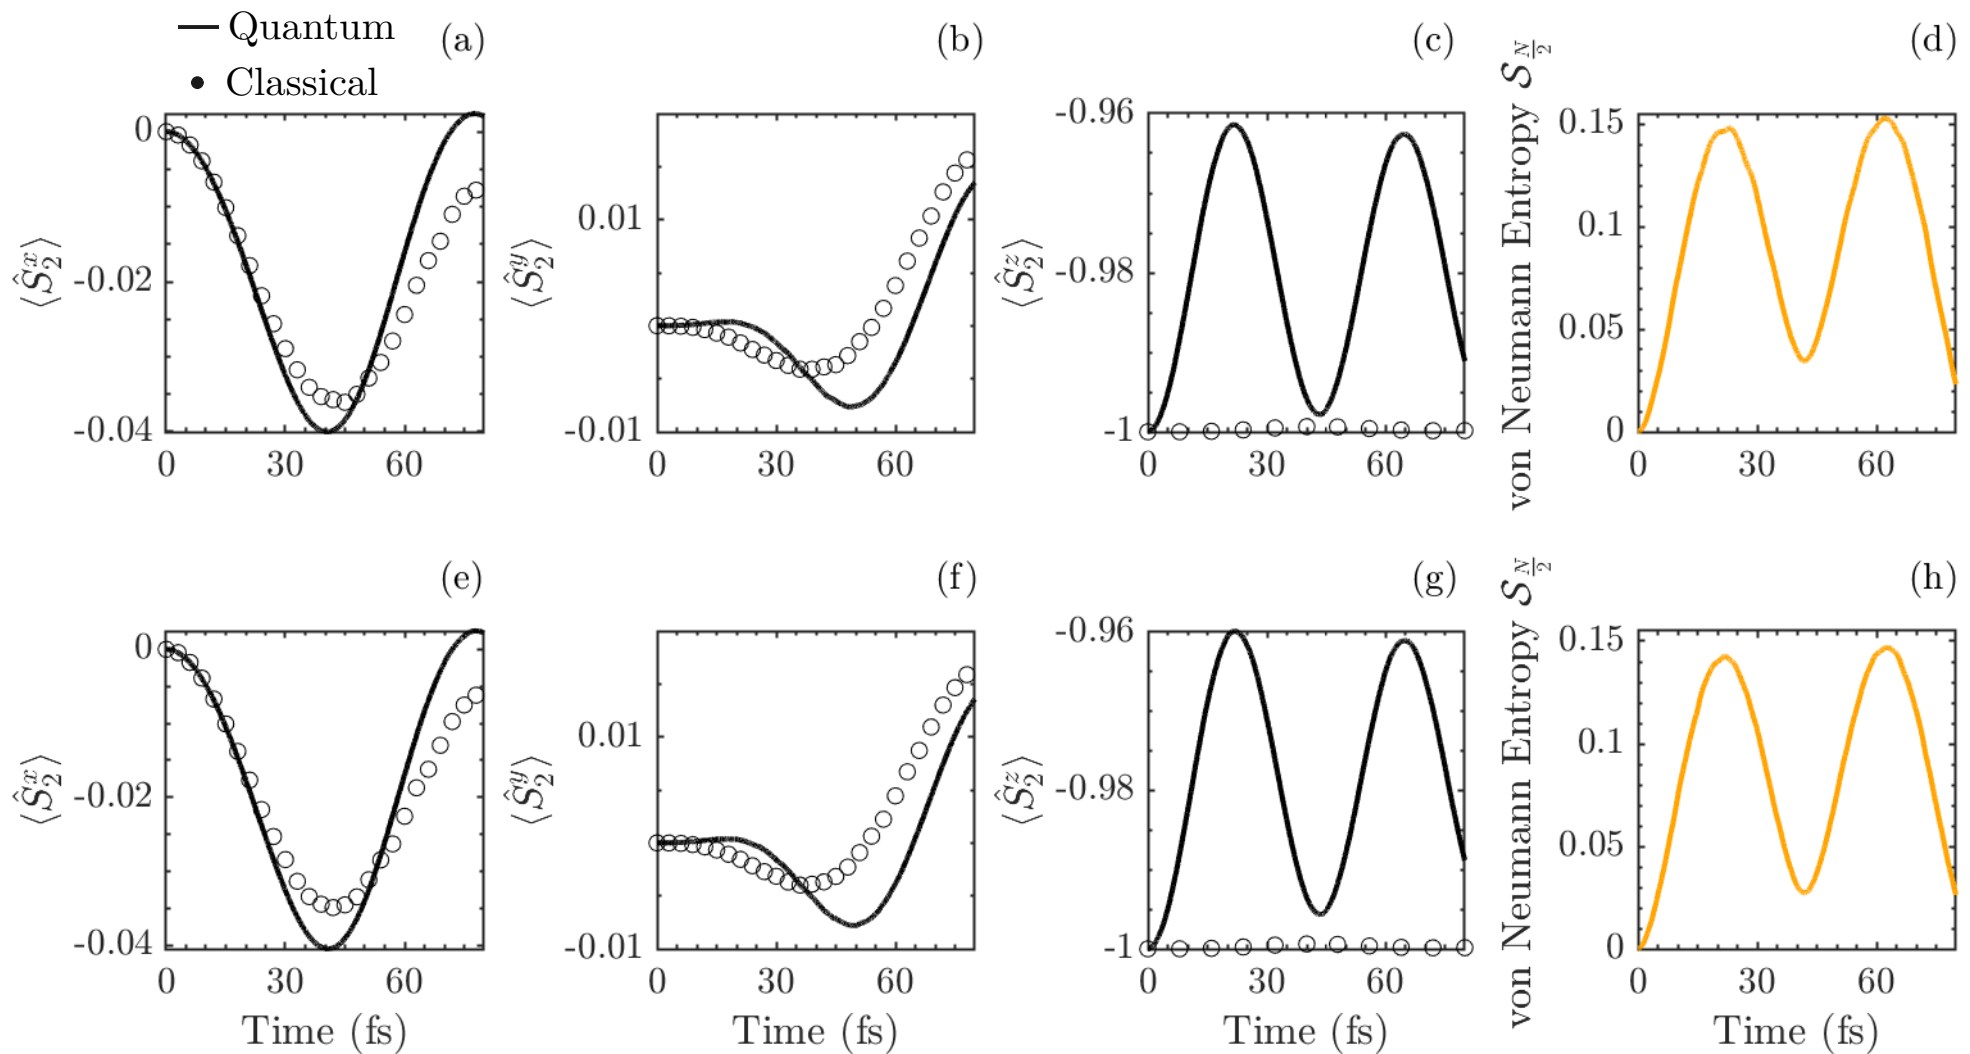 Quantum
Classical
(a)
(b)
(c)
(d)
⟨Ŝ₂ˣ⟩
0
-0.02
-0.04
0 30 60
⟨Ŝ₂ʸ⟩
0.01
-0.01
0 30 60
⟨Ŝ₂ᶻ⟩
-0.96
-0.98
-1
0 30 60
von Neumann Entropy 𝒮_{N/2}
0.15
0.1
0.05
0
0 30 60
(e)
(f)
(g)
(h)
⟨Ŝ₂ˣ⟩
0
-0.02
-0.04
0 30 60
Time (fs)
⟨Ŝ₂ʸ⟩
0.01
-0.01
0 30 60
Time (fs)
⟨Ŝ₂ᶻ⟩
-0.96
-0.98
-1
0 30 60
Time (fs)
von Neumann Entropy 𝒮_{N/2}
0.15
0.1
0.05
0
0 30 60
Time (fs)